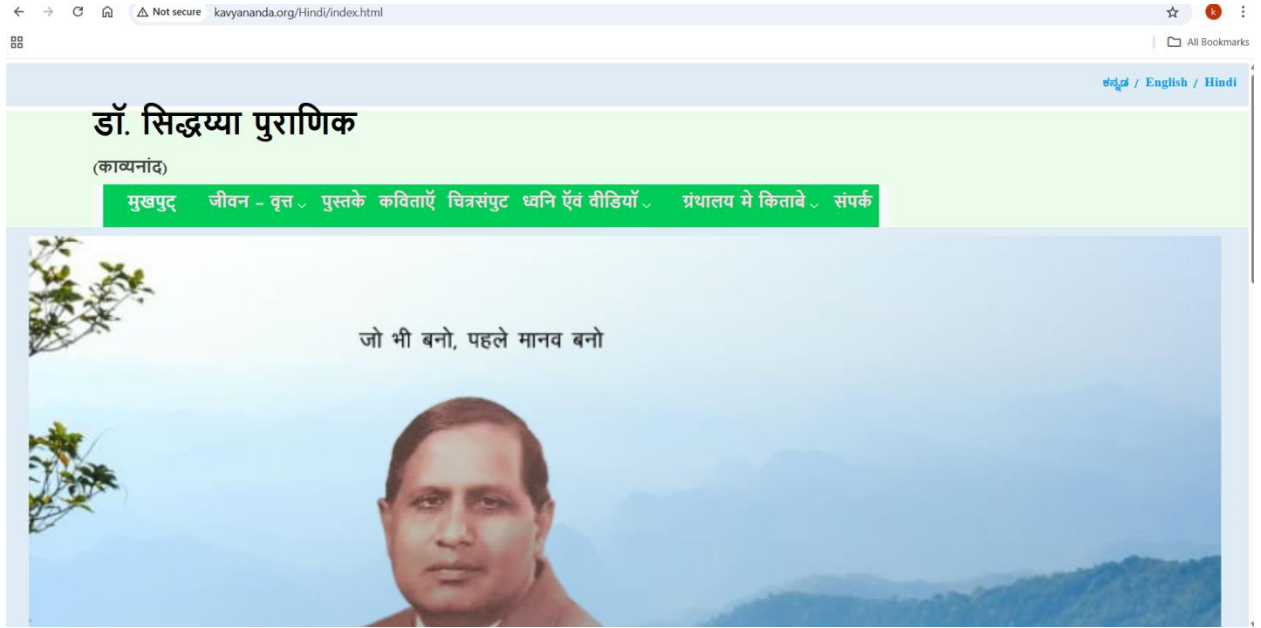 Not secure kavyananda.org/Hindi/index.html
k
All Bookmarks
ಕನ್ನಡ / English / Hindi
डॉ. सिद्धय्या पुराणिक
(काव्यनांद)
मुखपुट् जीवन – वृत्त पुस्तके कविताऍ चित्रसंपुट ध्वनि ऍवं वीडियॉ ग्रंथालय मे किताबे संपर्क
जो भी बनो, पहले मानव बनो